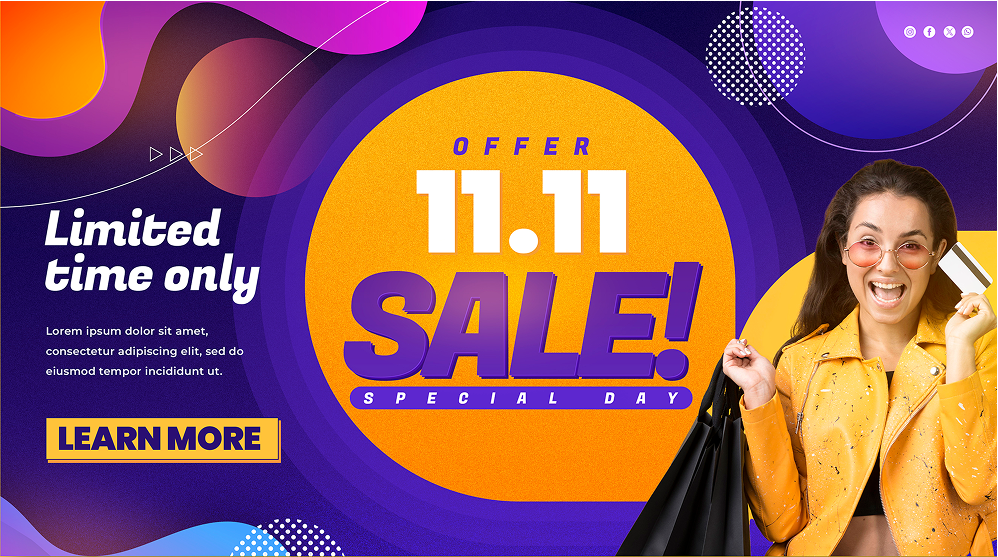 OFFER
11.11
SALE!
SPECIAL DAY
Limited
time only
Lorem ipsum dolor sit amet,
consectetur adipiscing elit, sed do
eiusmod tempor incididunt ut.
LEARN MORE